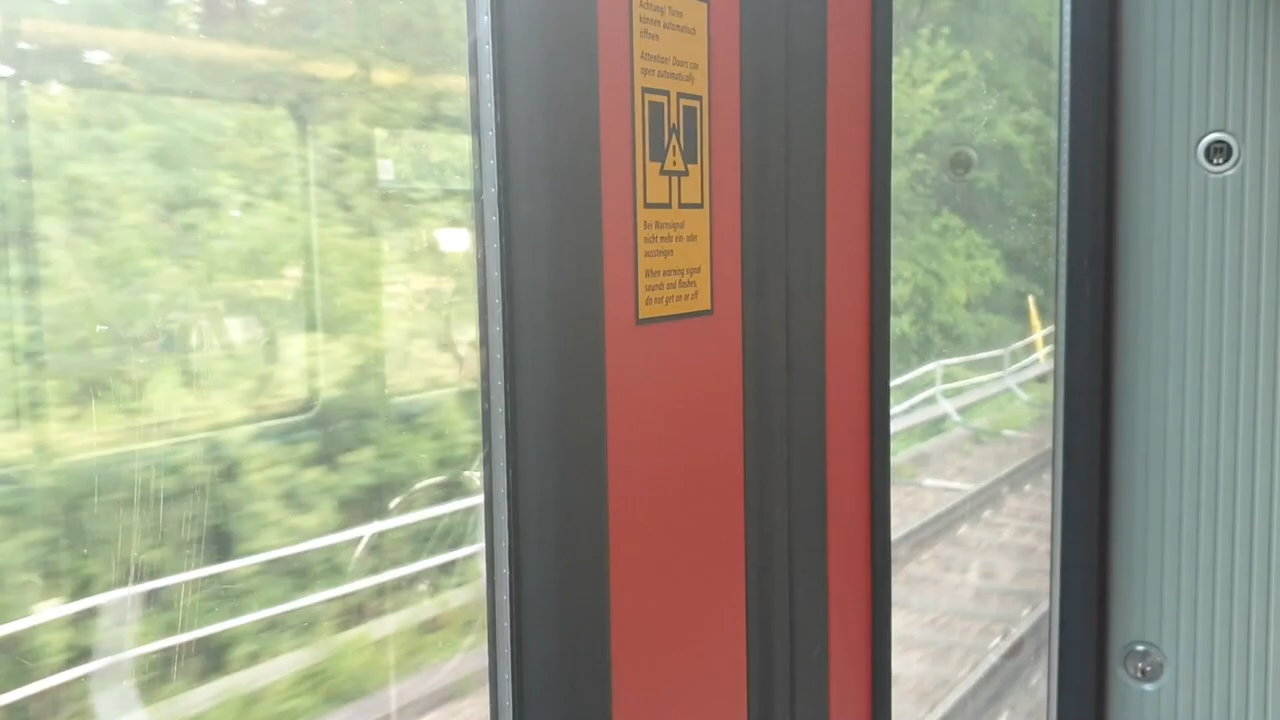 Achtung! Türen
können automatisch
öffnen
Attention! Doors can
open automatically
Bei Warnsignal
nicht mehr ein- oder
aussteigen
When warning signal
sounds and flashes,
do not get on or off